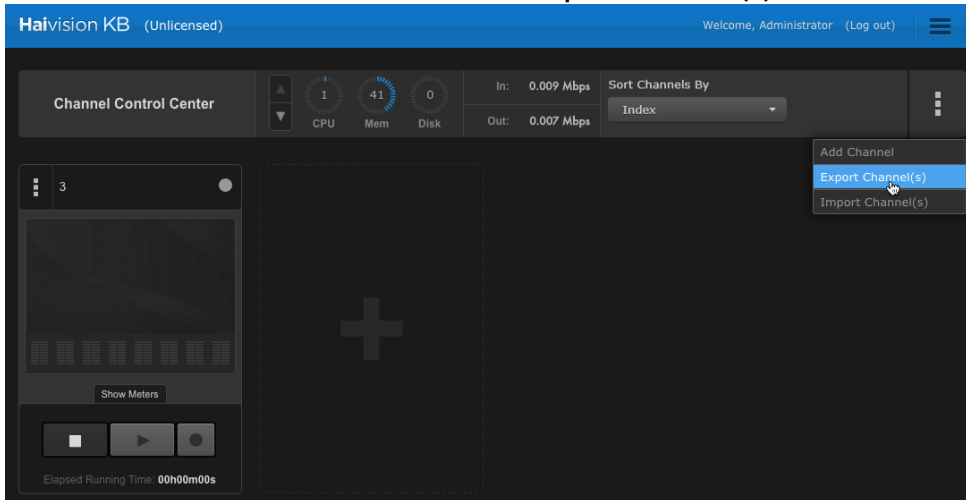 Haivision KB (Unlicensed)
Welcome, Administrator (Log out)
Channel Control Center
1
CPU
41
Mem
0
Disk
In: 0.009 Mbps
Out: 0.007 Mbps
Sort Channels By
Index
Add Channel
Export Channel(s)
Import Channel(s)
3
Show Meters
Elapsed Running Time: 00h00m00s